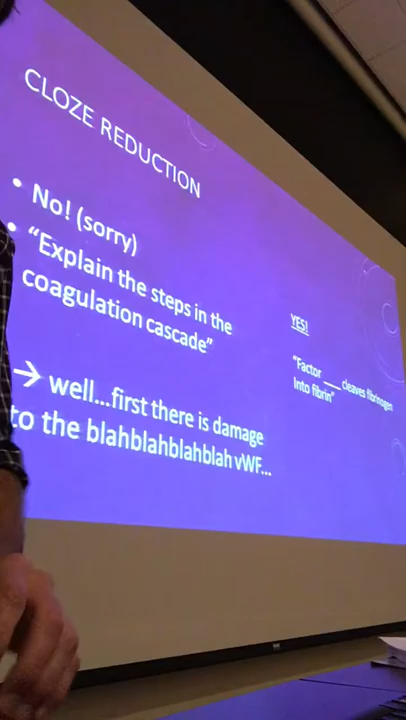 CLOZE REDUCTION
• No! (sorry)
• “Explain the steps in the
coagulation cascade”
→ well...first there is damage
to the blahblahblahblah vWF...
YES!
“Factor ___ cleaves fibrinogen
into fibrin”